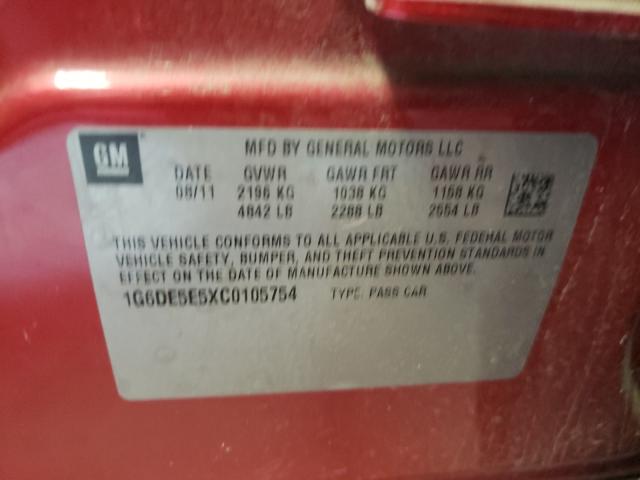 GM
MFD BY GENERAL MOTORS LLC
DATE GVWR GAWR FRT GAWR RR
08/11 2196 KG 1038 KG 1158 KG
4842 LB 2288 LB 2554 LB
THIS VEHICLE CONFORMS TO ALL APPLICABLE U.S. FEDERAL MOTOR
VEHICLE SAFETY, BUMPER, AND THEFT PREVENTION STANDARDS IN
EFFECT ON THE DATE OF MANUFACTURE SHOWN ABOVE.
1G6DE5E5XC0105754 TYPE: PASS CAR